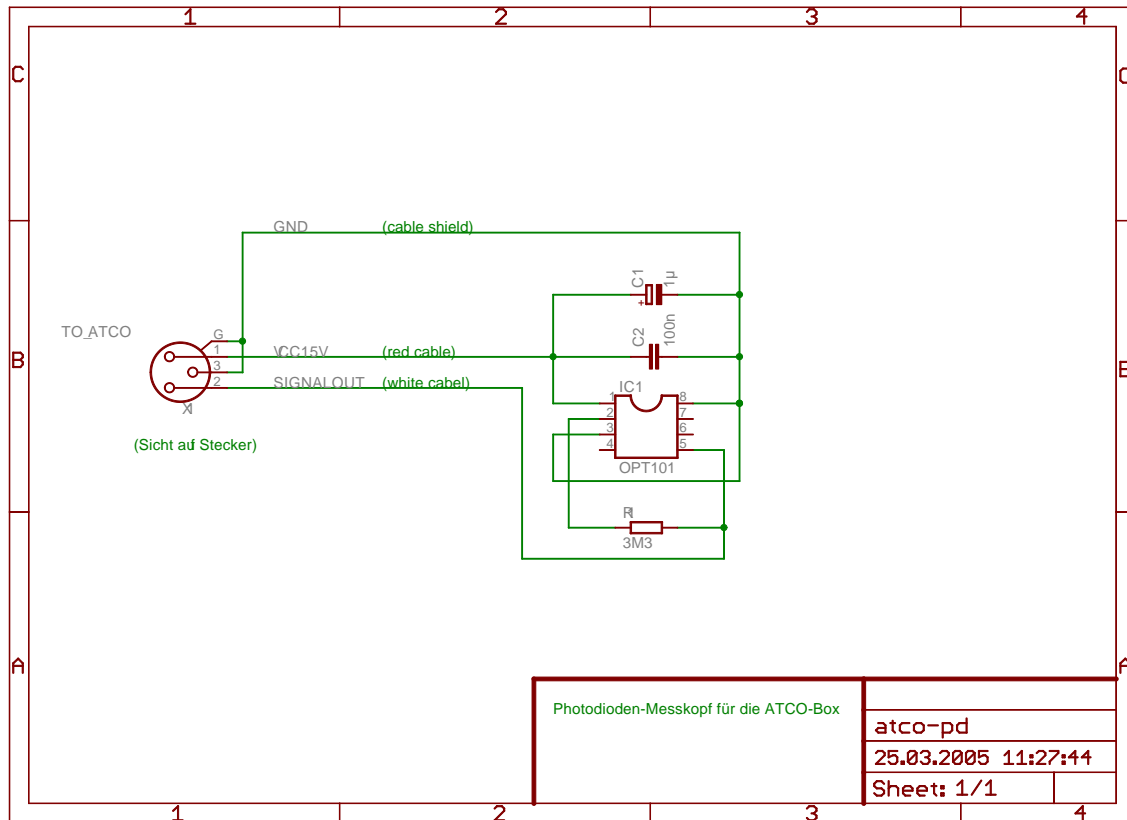 1 2 3 4
C C
GND (cable shield)
C1 1µ
+
TO_ATCO
G
C2 100n
1 VCC15V (red cable)
B B
3
2 SIGNALOUT (white cabel)
X1
IC1
1 8
2 7
3 6
4 5
(Sicht auf Stecker)
OPT101
R1
3M3
A A
Photodioden-Messkopf für die ATCO-Box
atco-pd
25.03.2005 11:27:44
Sheet: 1/1
1 2 3 4